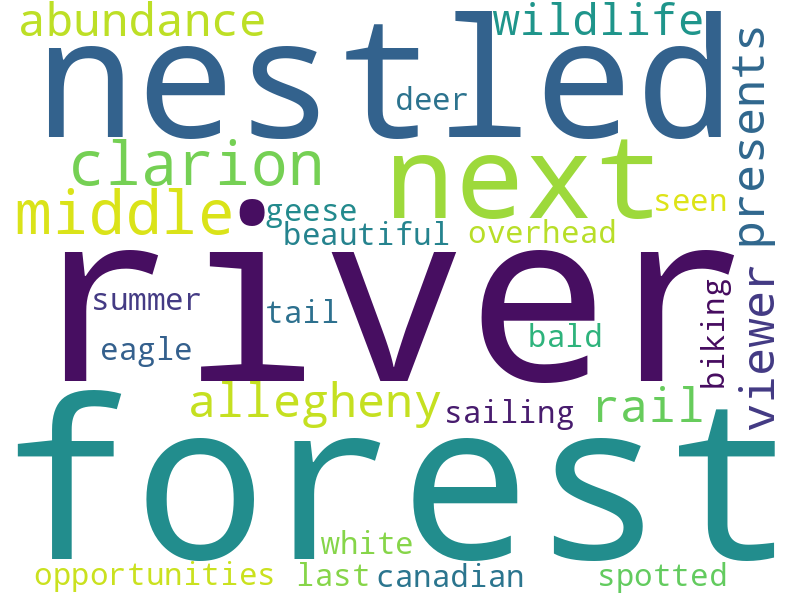 abundance
wildlife
nestled
deer
presents
clarion
next
middle
geese
seen
beautiful
overhead
river
summer
tail
biking
viewer
eagle
bald
allegheny
sailing
rail
forest
white
opportunities
last
canadian
spotted